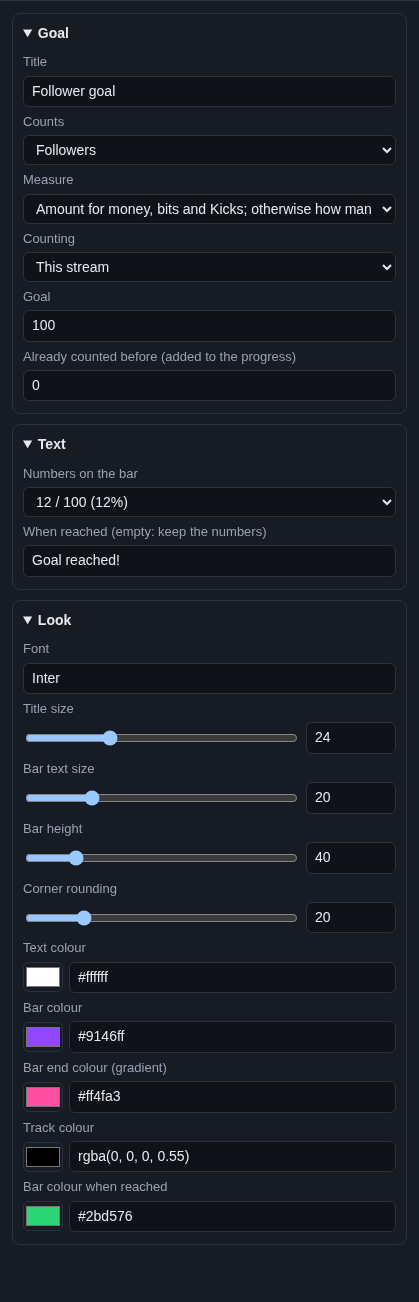 Goal
Title
Follower goal
Counts
Followers
Measure
Amount for money, bits and Kicks; otherwise how man
Counting
This stream
Goal
100
Already counted before (added to the progress)
0
Text
Numbers on the bar
12 / 100 (12%)
When reached (empty: keep the numbers)
Goal reached!
Look
Font
Inter
Title size
24
Bar text size
20
Bar height
40
Corner rounding
20
Text colour
#ffffff
Bar colour
#9146ff
Bar end colour (gradient)
#ff4fa3
Track colour
rgba(0, 0, 0, 0.55)
Bar colour when reached
#2bd576